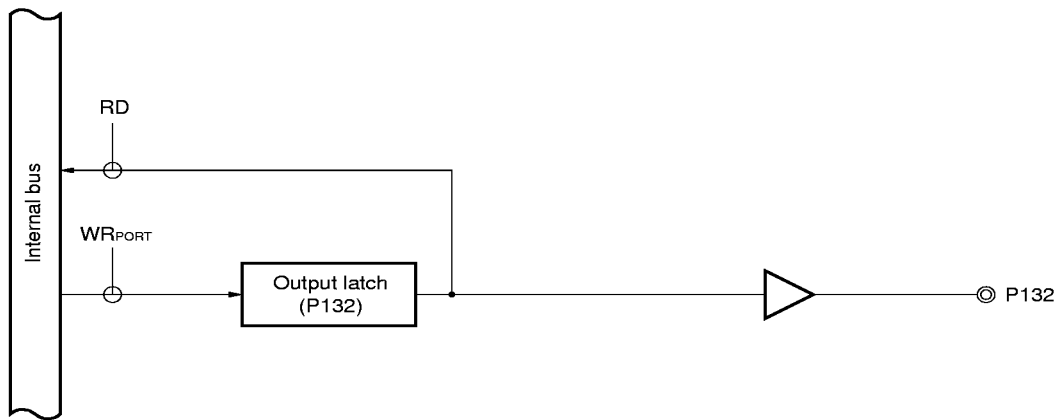 RD
Internal bus
WRPORT
Output latch
(P132)
P132